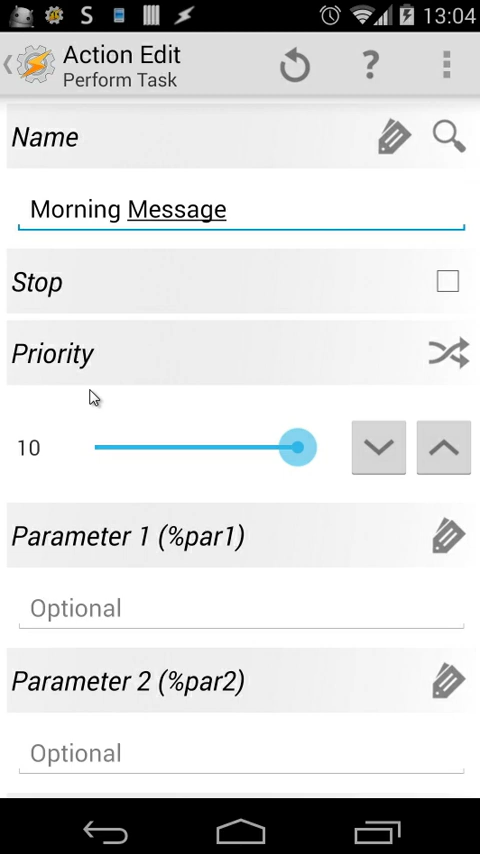 S
13:04
Action Edit
Perform Task
?
Name
Morning Message
Stop
Priority
10
Parameter 1 (%par1)
Optional
Parameter 2 (%par2)
Optional